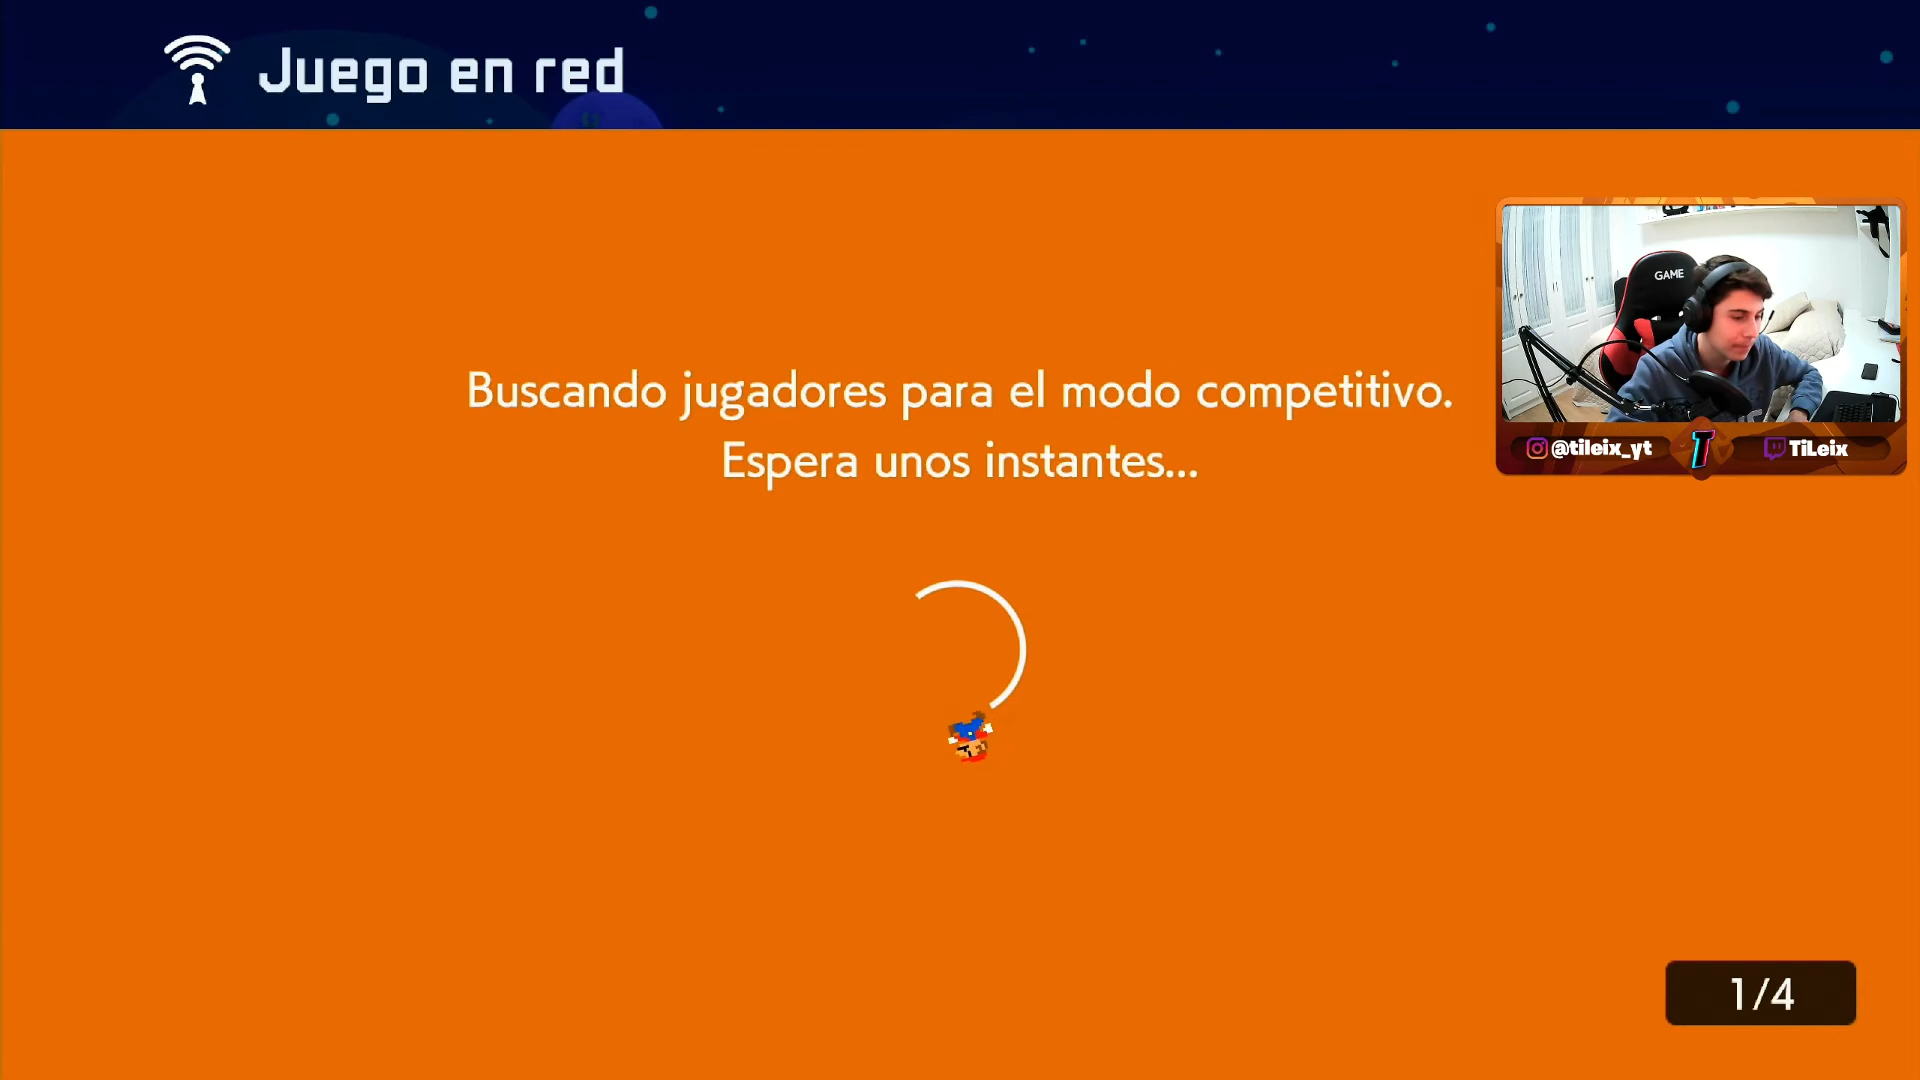 Juego en red
GAME
Buscando jugadores para el modo competitivo.
Espera unos instantes...
@tileix_yt
T
TiLeix
1/4